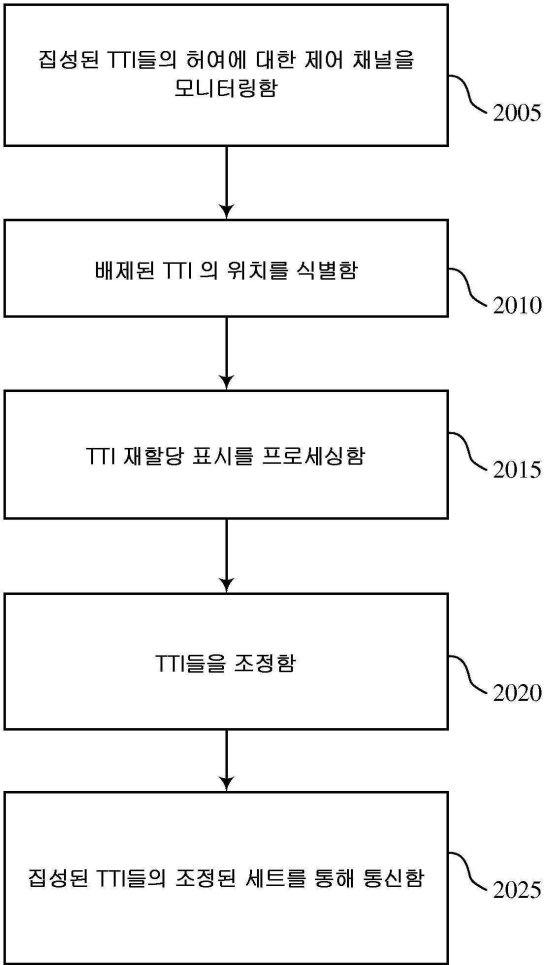 집성된 TTI들의 허여에 대한 제어 채널을
모니터링함
2005
배제된 TTI 의 위치를 식별함
2010
TTI 재할당 표시를 프로세싱함
2015
TTI들을 조정함
2020
집성된 TTI들의 조정된 세트를 통해 통신함
2025